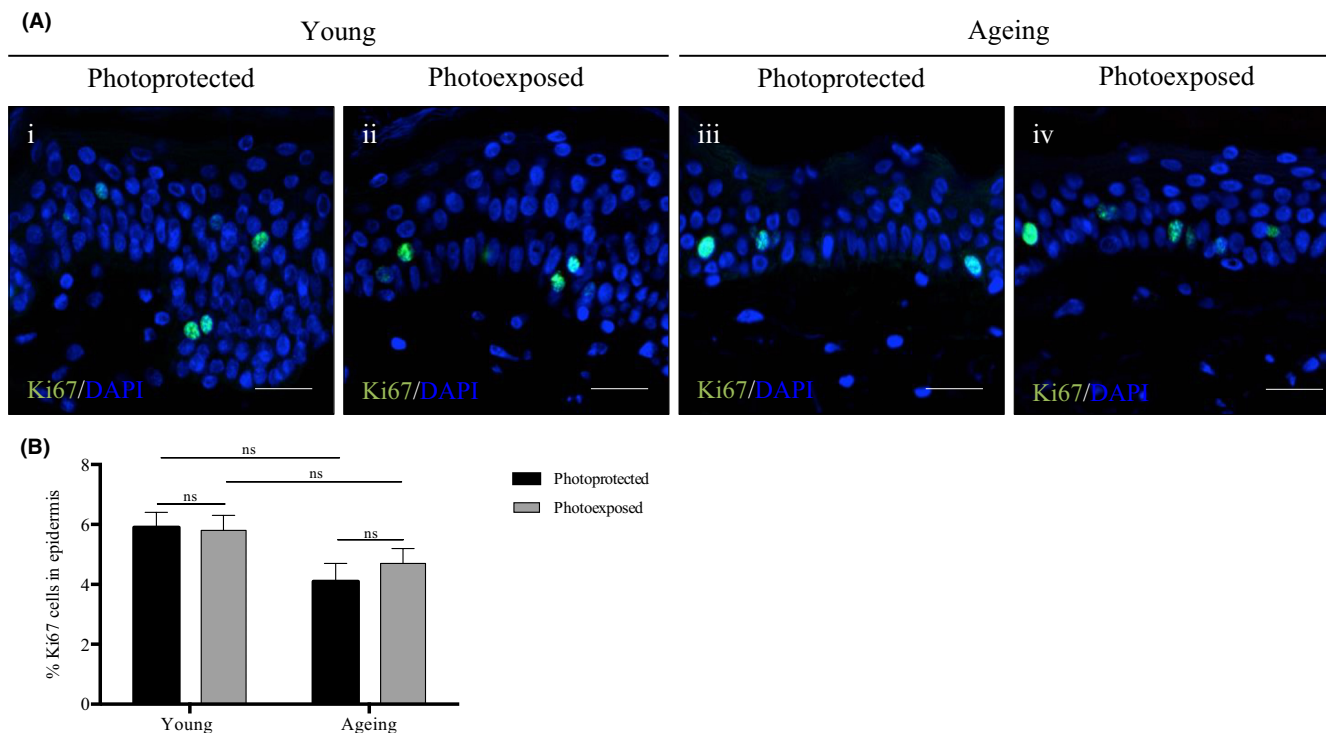 (A)
Young Ageing
Photoprotected Photoexposed Photoprotected Photoexposed
i ii iii iv
Ki67/DAPI Ki67/DAPI Ki67/DAPI Ki67/DAPI
(B)
% Ki67 cells in epidermis
8
6
4
2
0
ns
ns
ns
ns
Young Ageing
Photoprotected
Photoexposed